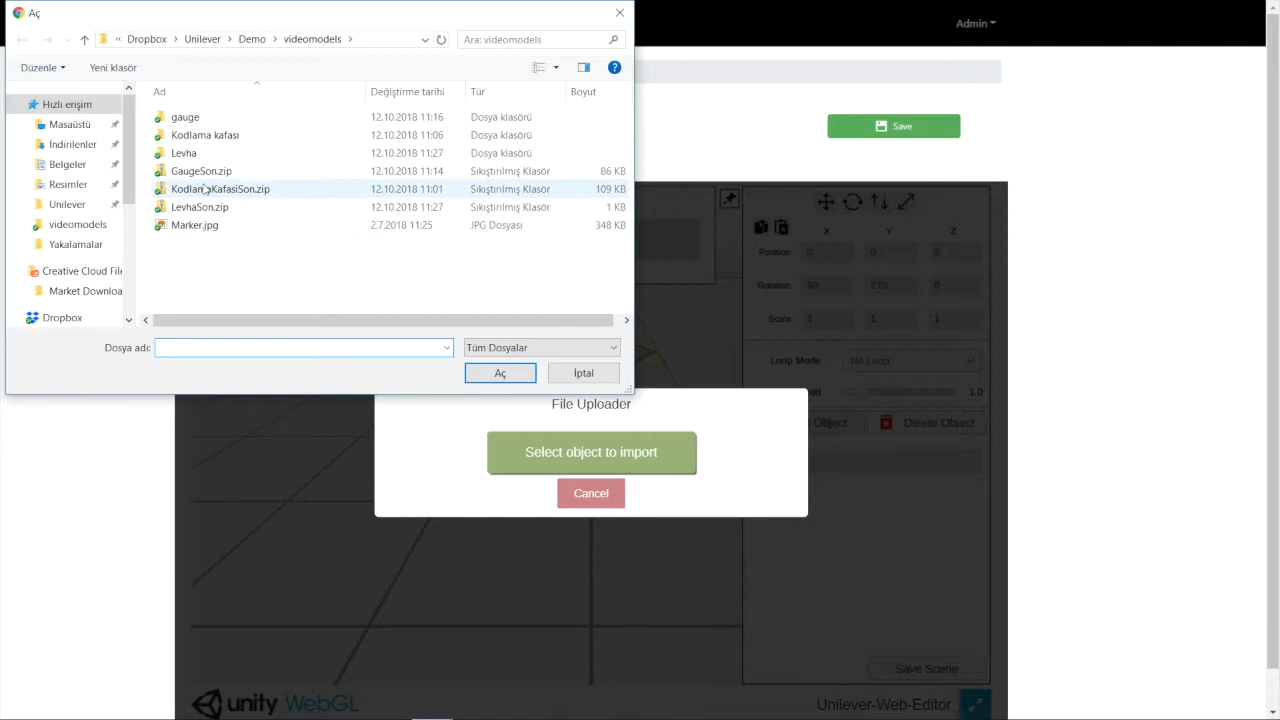 Aç
Admin
« Dropbox > Unilever > Demo > videomodels >
Ara: videomodels
Düzenle
Yeni klasör
Ad
Değiştirme tarihi
Tür
Boyut
Hızlı erişim
Masaüstü
İndirilenler
Belgeler
Resimler
Unilever
videomodels
Yakalamalar
Creative Cloud File
Market Downloa
Dropbox
gauge 12.10.2018 11:16 Dosya klasörü
Kodlama kafası 12.10.2018 11:06 Dosya klasörü
Levha 12.10.2018 11:27 Dosya klasörü
GaugeSon.zip 12.10.2018 11:14 Sıkıştırılmış Klasör 86 KB
KodlamaKafasiSon.zip 12.10.2018 11:01 Sıkıştırılmış Klasör 109 KB
LevhaSon.zip 12.10.2018 11:27 Sıkıştırılmış Klasör 1 KB
Marker.jpg 2.7.2018 11:25 JPG Dosyası 348 KB
Dosya adı:
Tüm Dosyalar
Aç
İptal
Save
X Y Z
Position 0 0 0
Rotation 90 270 0
Scale 1 1 1
Loop Mode No Loop
1.0
Object
Delete Object
File Uploader
Select object to import
Cancel
Save Scene
unity WebGL
Unilever-Web-Editor